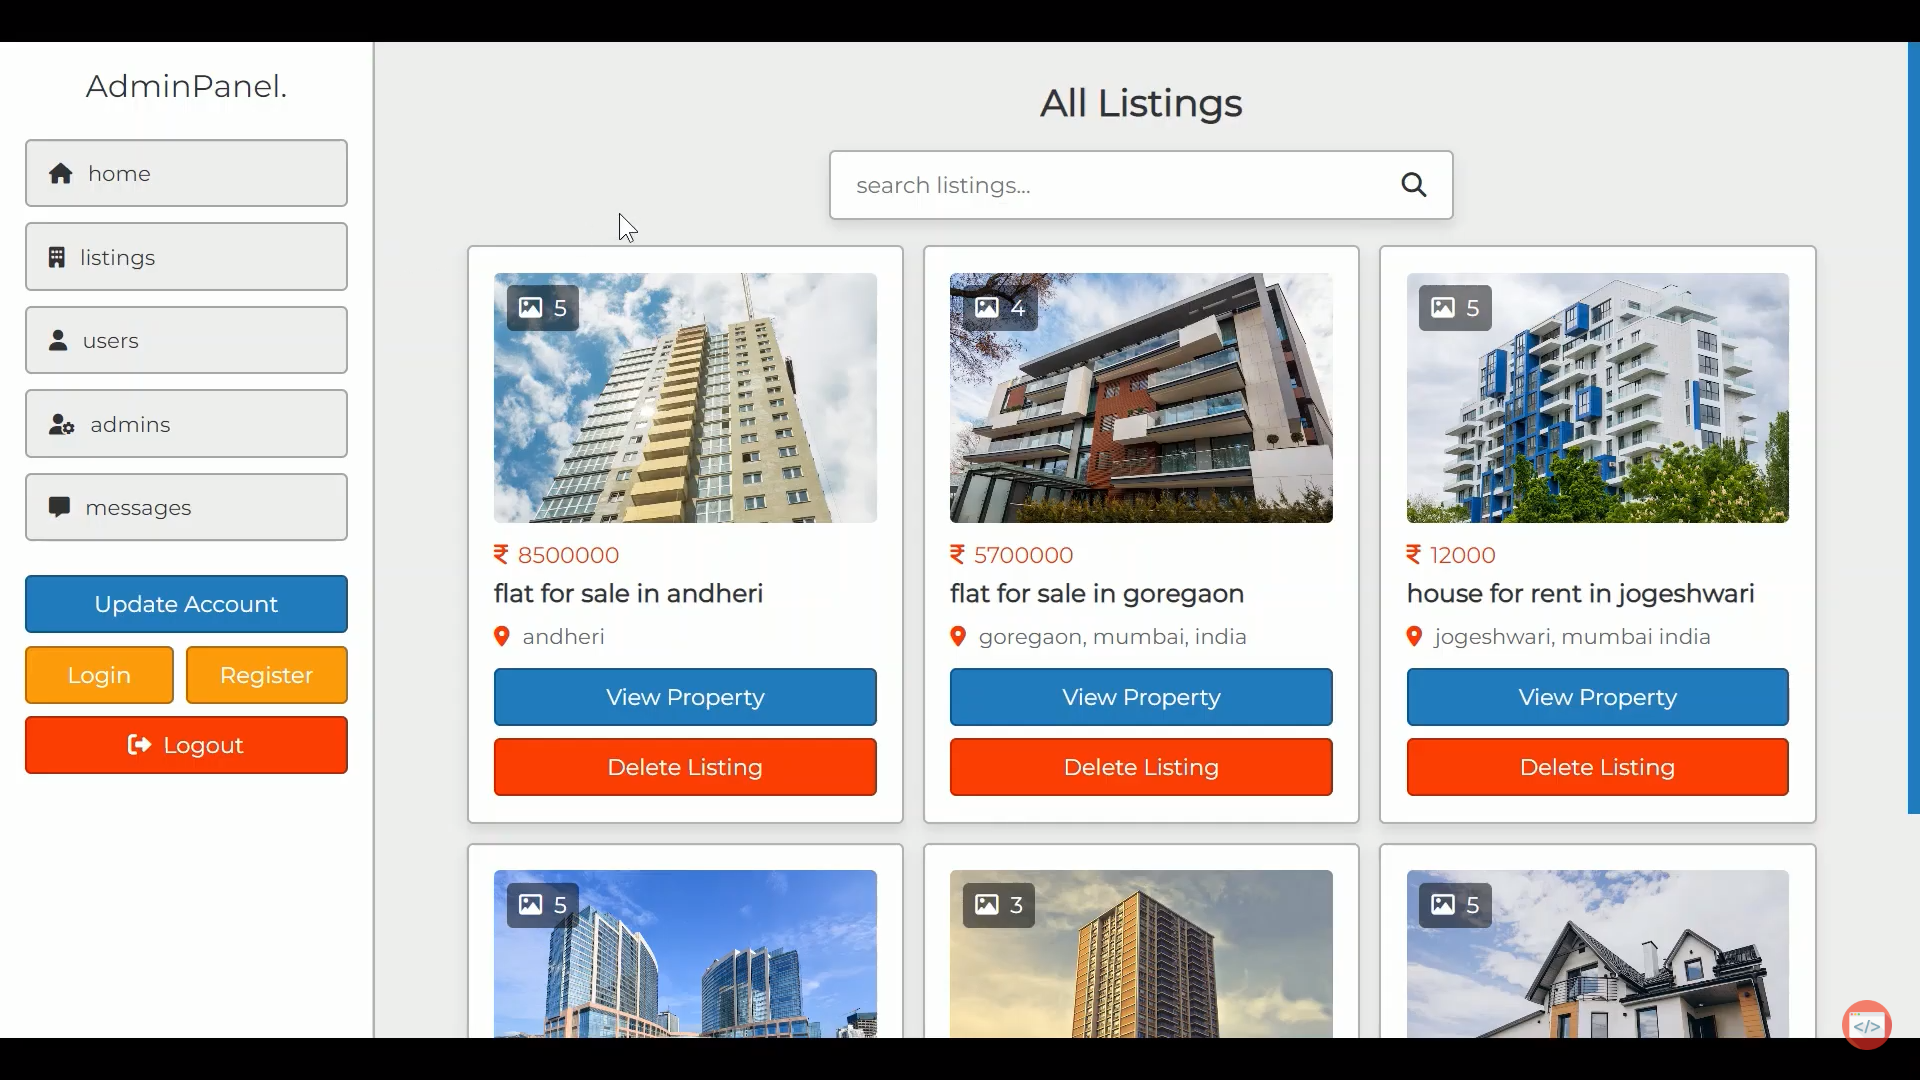 AdminPanel.
home
listings
users
admins
messages
Update Account
Login
Register
Logout
All Listings
search listings...
5
₹ 8500000
flat for sale in andheri
andheri
View Property
Delete Listing
4
₹ 5700000
flat for sale in goregaon
goregaon, mumbai, india
View Property
Delete Listing
5
₹ 12000
house for rent in jogeshwari
jogeshwari, mumbai india
View Property
Delete Listing
5
3
5
</>